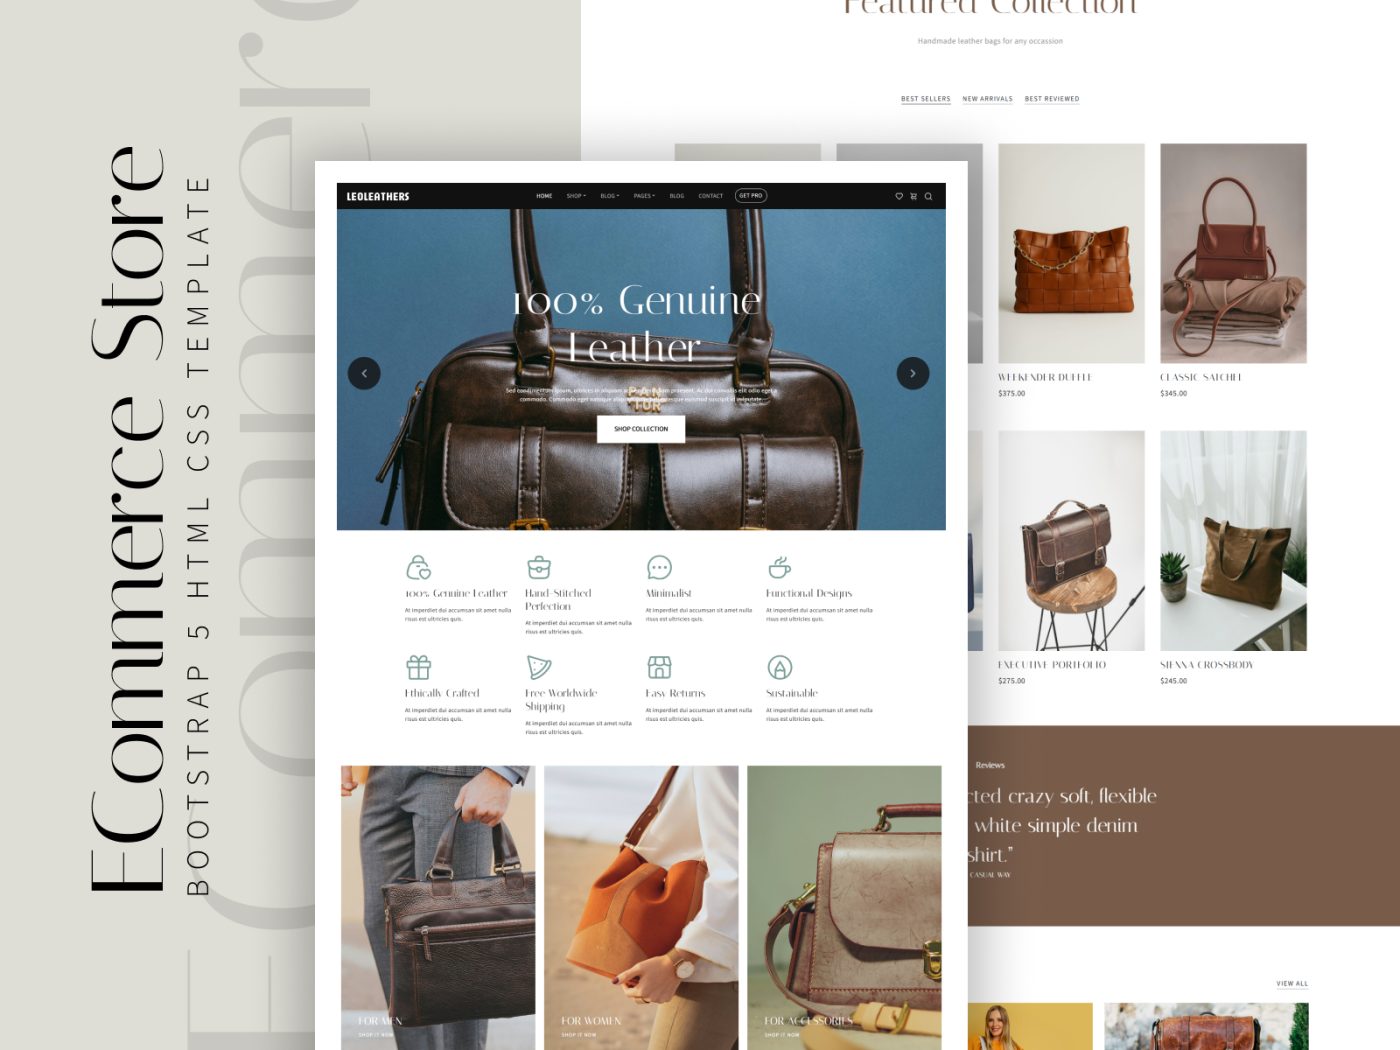 ECommerce Store
BOOTSTRAP 5 HTML CSS TEMPLATE
ECommerc
Featured Collection
Handmade leather bags for any occassion
BEST SELLERS NEW ARRIVALS BEST REVIEWED
LEOLEATHERS
HOME SHOP BLOG PAGES BLOG CONTACT GET PRO
100% Genuine
Leather
Sed condimentum ipsum, ultrices in aliquam
praesent. Ac dui convallis elit odio eget a
commodo. Commodo eget natoque
euismod suscipit id vulputate.
TOR
SHOP COLLECTION
100% Genuine Leather
At imperdiet dui accumsan sit amet nulla
risus est ultricies quis.
Hand-Stitched
Perfection
At imperdiet dui accumsan sit amet nulla
risus est ultricies quis.
Minimalist
At imperdiet dui accumsan sit amet nulla
risus est ultricies quis.
Functional Designs
At imperdiet dui accumsan sit amet nulla
risus est ultricies quis.
Ethically Crafted
At imperdiet dui accumsan sit amet nulla
risus est ultricies quis.
Free Worldwide
Shipping
At imperdiet dui accumsan sit amet nulla
risus est ultricies quis.
Easy Returns
At imperdiet dui accumsan sit amet nulla
risus est ultricies quis.
Sustainable
At imperdiet dui accumsan sit amet nulla
risus est ultricies quis.
FOR MEN
SHOP IT NOW
FOR WOMEN
SHOP IT NOW
FOR ACCESSORIES
SHOP IT NOW
WEEKENDER DUFFLE
$375.00
CLASSIC SATCHEL
$345.00
EXECUTIVE PORTFOLIO
$275.00
SIENNA CROSSBODY
$245.00
Reviews
cted crazy soft, flexible
white simple denim
shirt.”
CASUAL WAY
VIEW ALL